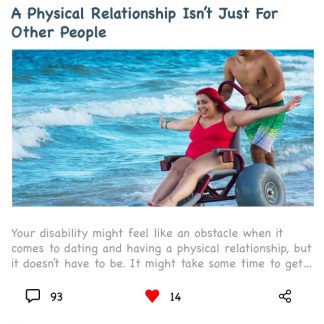 A Physical Relationship Isn't Just For
Other People
Your disability might feel like an obstacle when it
comes to dating and having a physical relationship, but
it doesn't have to be. It might take some time to get...
93
14